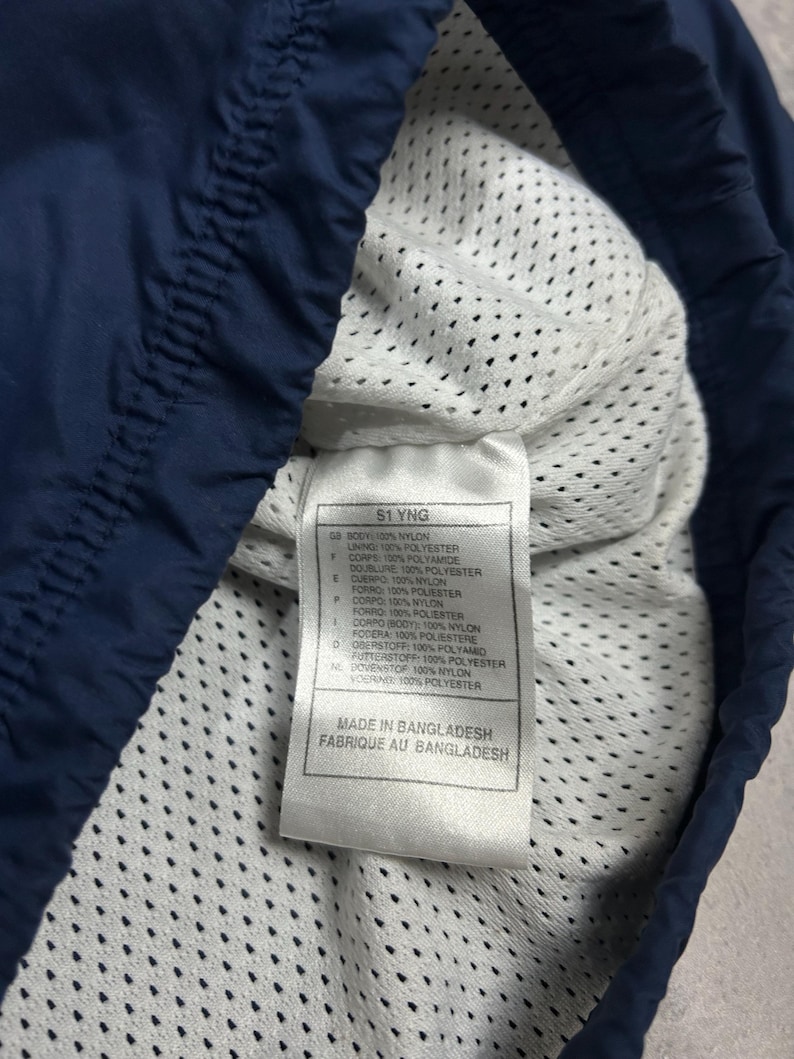 S1 YNG
GB BODY: 100% NYLON
LINING: 100% POLYESTER
F CORPS: 100% POLYAMIDE
DOUBLURE: 100% POLYESTER
E CUERPO: 100% NYLON
FORRO: 100% POLIESTER
P CORPO: 100% NYLON
FORRO: 100% POLIESTER
I CORPO (BODY): 100% NYLON
FODERA: 100% POLIESTERE
D OBERSTOFF: 100% POLYAMID
FUTTERSTOFF: 100% POLYESTER
NL BOVENSTOF: 100% NYLON
VOERING: 100% POLYESTER
MADE IN BANGLADESH
FABRIQUE AU BANGLADESH